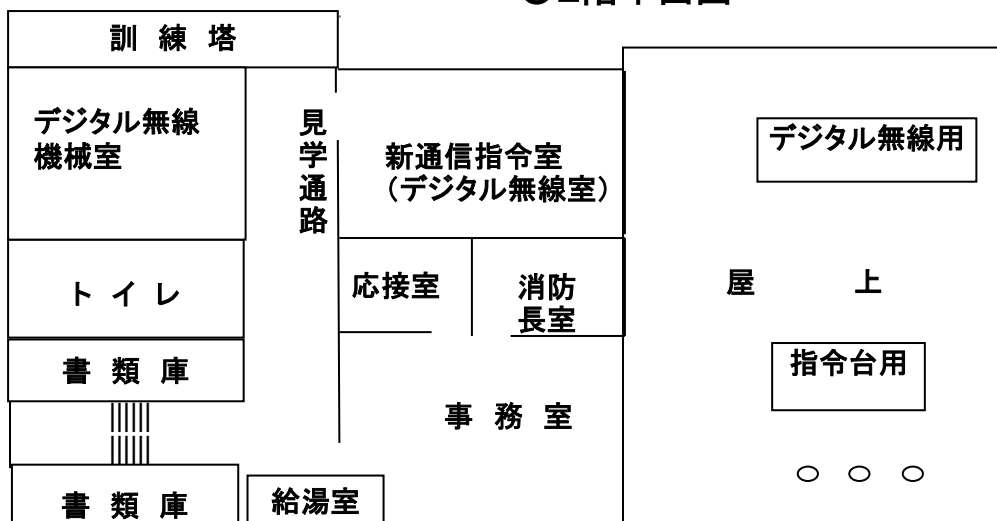 訓 練 塔
デジタル無線
機械室
見学通路
新通信指令室
（デジタル無線室）
デジタル無線用
トイレ
応接室
消防
長室
屋 上
書 類 庫
指令台用
事 務 室
書 類 庫
給湯室